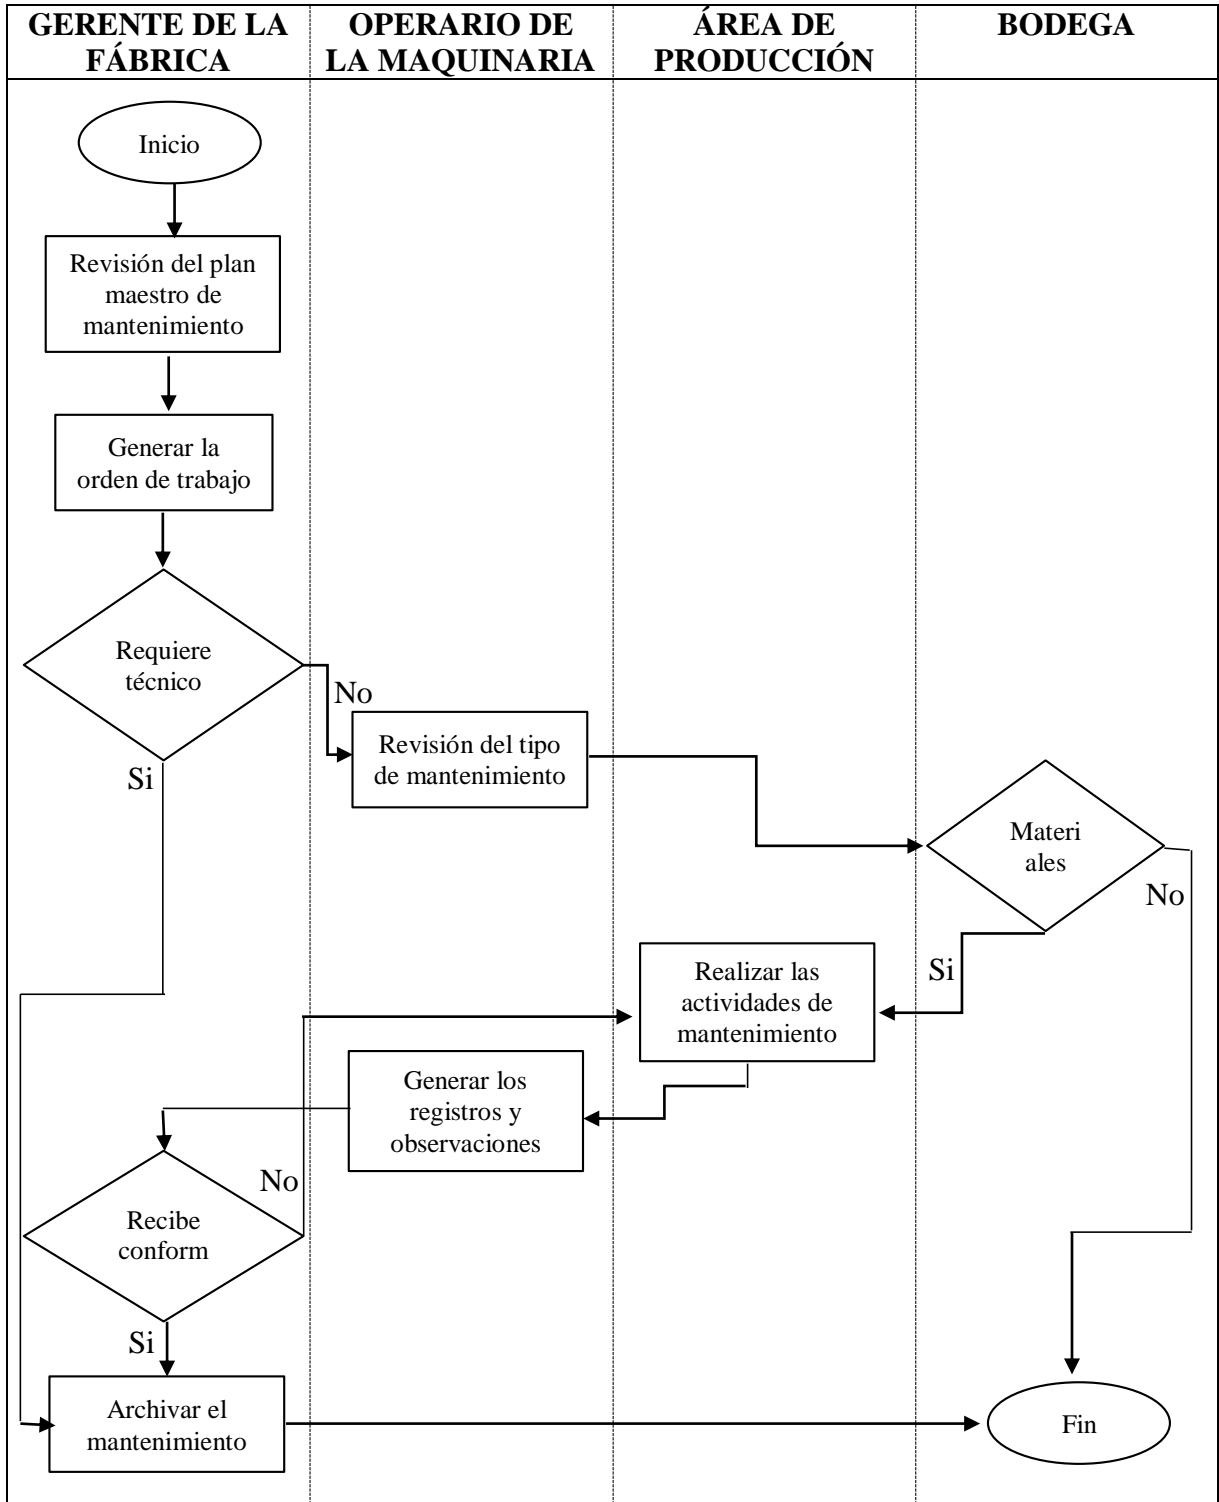 GERENTE DE LA
FÁBRICA
OPERARIO DE
LA MAQUINARIA
ÁREA DE
PRODUCCIÓN
BODEGA
Inicio
Revisión del plan
maestro de
mantenimiento
Generar la
orden de trabajo
Requiere
técnico
No
Si
Revisión del tipo
de mantenimiento
Materi
ales
No
Si
Realizar las
actividades de
mantenimiento
Generar los
registros y
observaciones
No
Recibe
conform
Si
Archivar el
mantenimiento
Fin